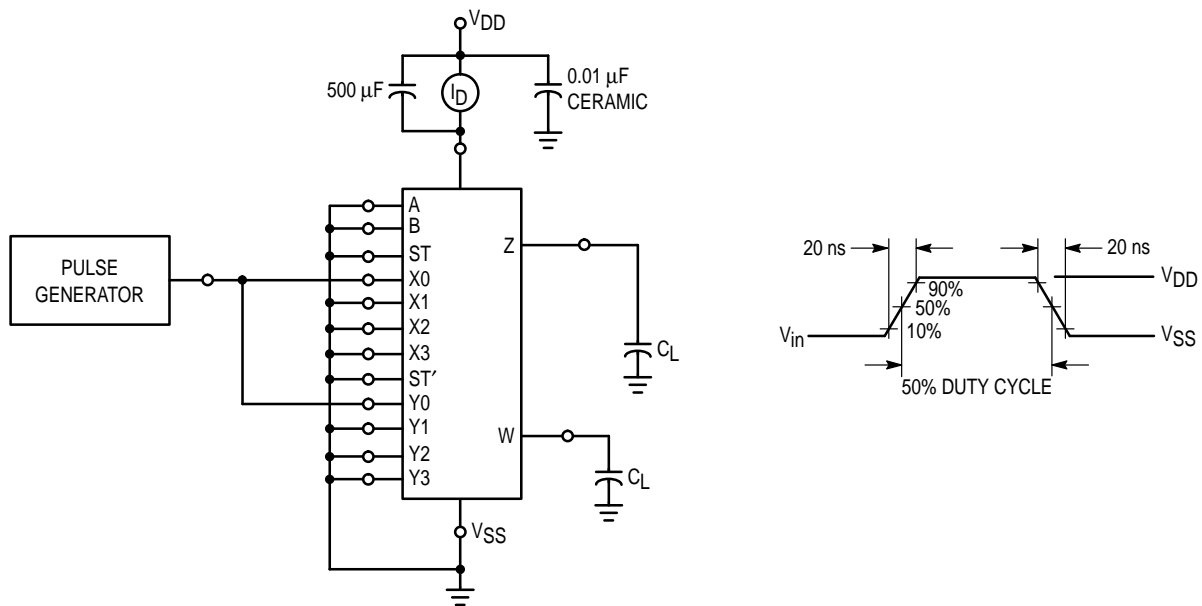 VDD
500 μF
ID
0.01 μF
CERAMIC
PULSE
GENERATOR
A
B
ST
X0
X1
X2
X3
ST′
Y0
Y1
Y2
Y3
Z
W
CL
CL
VSS
20 ns
20 ns
90%
50%
10%
Vin
VDD
VSS
50% DUTY CYCLE